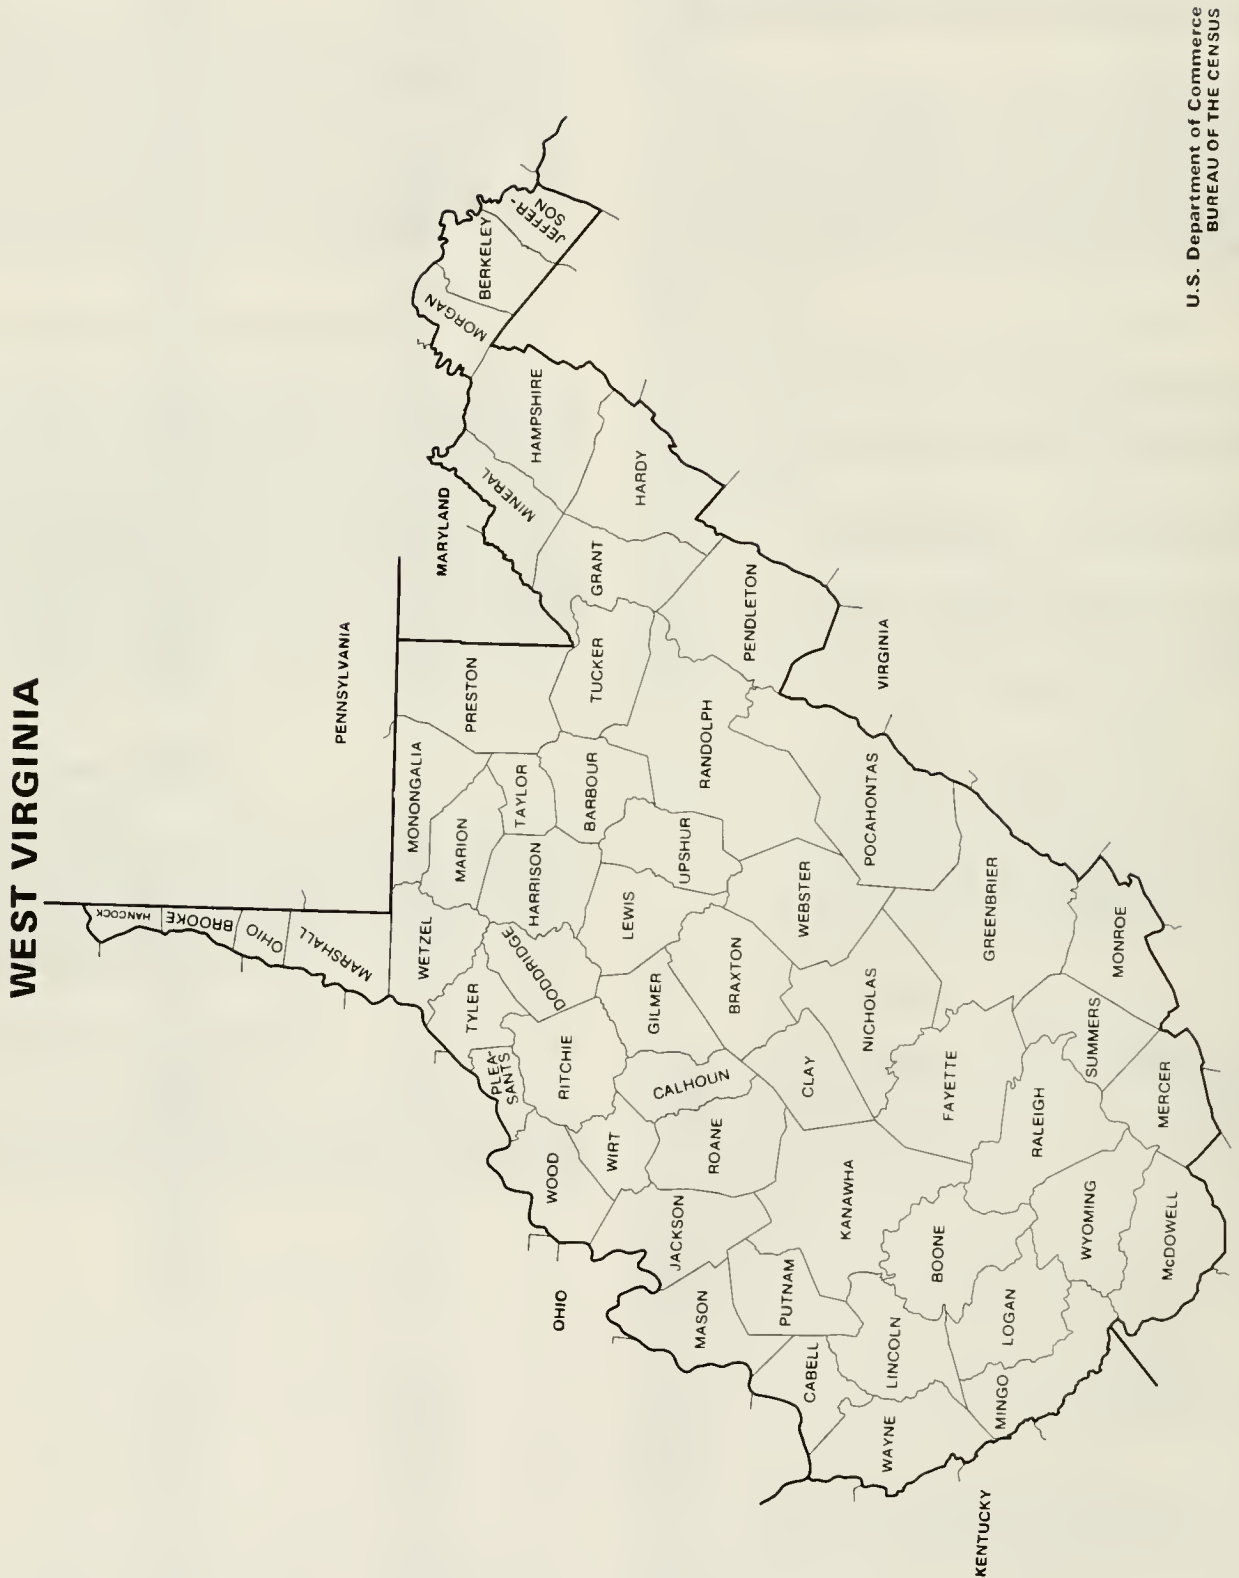 WEST VIRGINIA
HANCOCK
BROOKE
OHIO
MARSHALL
PENNSYLVANIA
MARYLAND
MORGAN
BERKELEY
JEFFER-
SON
WETZEL
MONONGALIA
PRESTON
MINERAL
HAMPSHIRE
TYLER
MARION
PLEA-
SANTS
DODDRIDGE
HARRISON
TAYLOR
OHIO
WOOD
RITCHIE
BARBOUR
TUCKER
GRANT
HARDY
WIRT
GILMER
LEWIS
UPSHUR
RANDOLPH
JACKSON
ROANE
CALHOUN
BRAXTON
MASON
PENDLETON
PUTNAM
CLAY
WEBSTER
CABELL
KANAWHA
NICHOLAS
POCAHONTAS
VIRGINIA
WAYNE
LINCOLN
BOONE
FAYETTE
GREENBRIER
MINGO
LOGAN
RALEIGH
SUMMERS
MONROE
KENTUCKY
WYOMING
McDOWELL
MERCER
U.S. Department of Commerce
BUREAU OF THE CENSUS